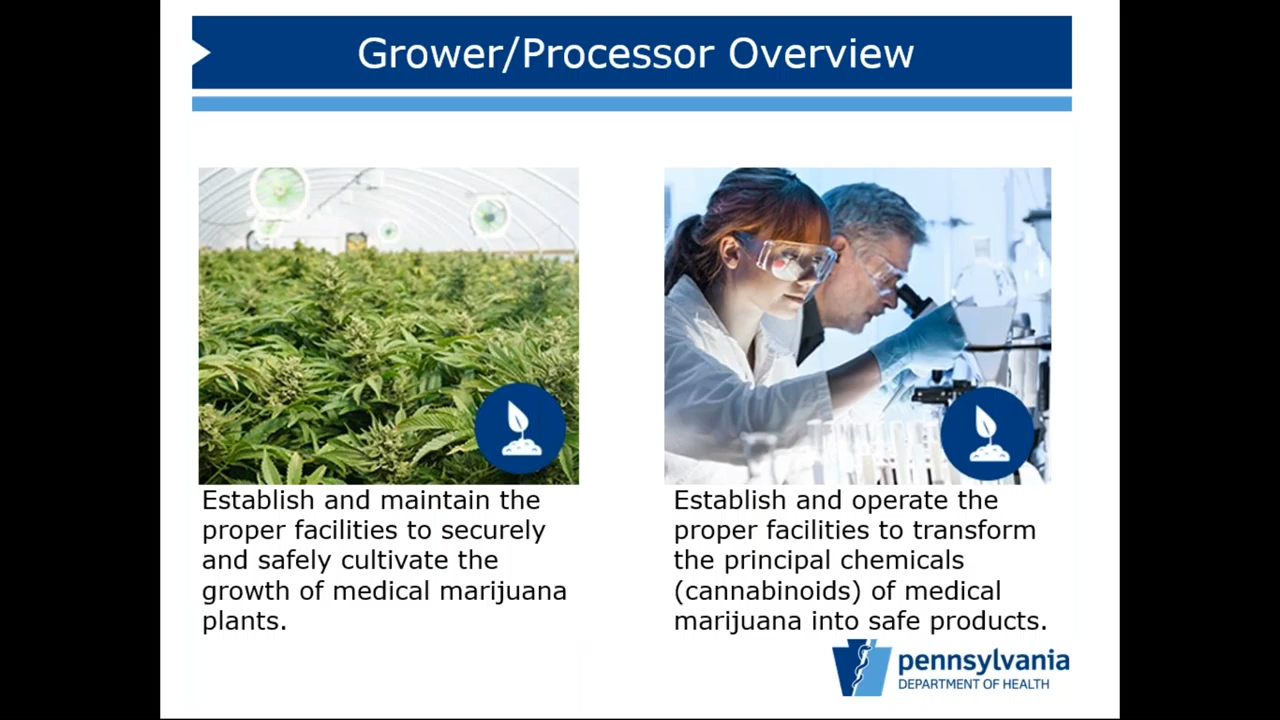 Grower/Processor Overview
Establish and maintain the
proper facilities to securely
and safely cultivate the
growth of medical marijuana
plants.
Establish and operate the
proper facilities to transform
the principal chemicals
(cannabinoids) of medical
marijuana into safe products.
pennsylvania
DEPARTMENT OF HEALTH